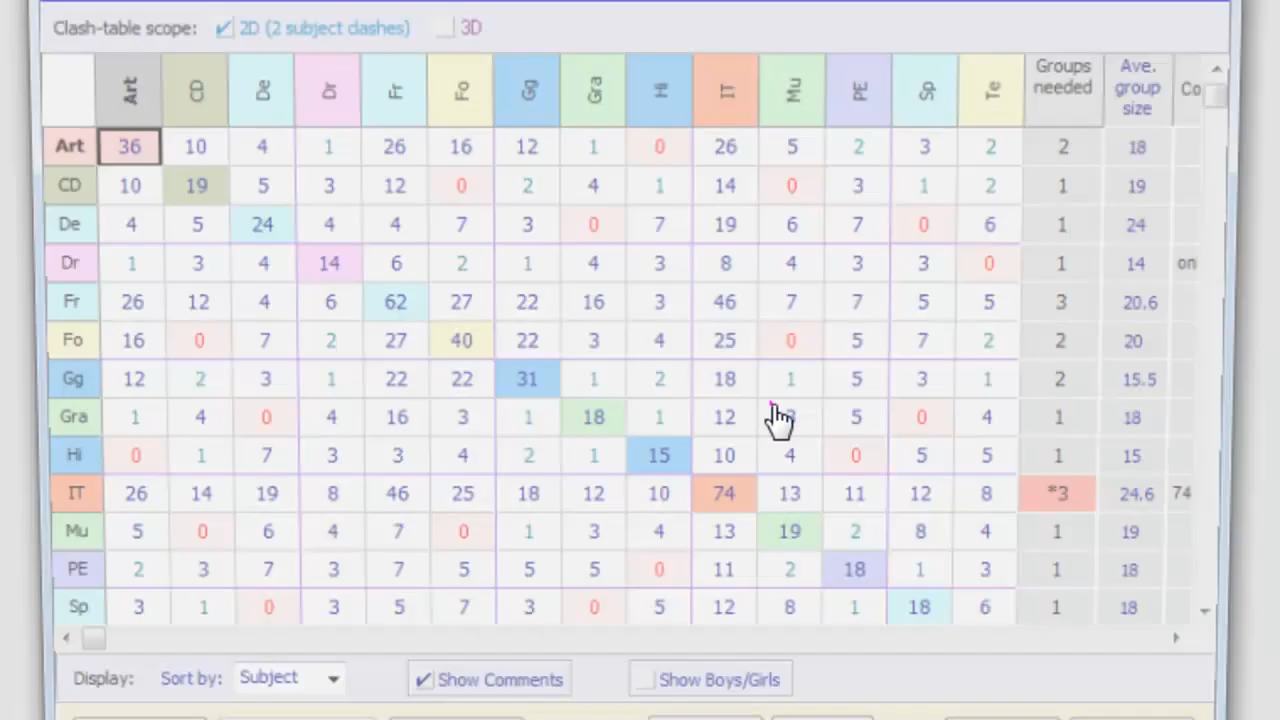 Clash-table scope: 2D (2 subject clashes) 3D
Art CD De Dr Fr Fo Gg Gra Hi IT Mu PE Sp Te Groups needed Ave. group size Co
Art 36 10 4 1 26 16 12 1 0 26 5 2 3 2 2 18
CD 10 19 5 3 12 0 2 4 1 14 0 3 1 2 1 19
De 4 5 24 4 4 7 3 0 7 19 6 7 0 6 1 24
Dr 1 3 4 14 6 2 1 4 3 8 4 3 3 0 1 14 on
Fr 26 12 4 6 62 27 22 16 3 46 7 7 5 5 3 20.6
Fo 16 0 7 2 27 40 22 3 4 25 0 5 7 2 2 20
Gg 12 2 3 1 22 22 31 1 2 18 1 5 3 1 2 15.5
Gra 1 4 0 4 16 3 1 18 1 12 5 0 4 1 18
Hi 0 1 7 3 3 4 2 1 15 10 4 0 5 5 1 15
IT 26 14 19 8 46 25 18 12 10 74 13 11 12 8 *3 24.6 74
Mu 5 0 6 4 7 0 1 3 4 13 19 2 8 4 1 19
PE 2 3 7 3 7 5 5 5 0 11 2 18 1 3 1 18
Sp 3 1 0 3 5 7 3 0 5 12 8 1 18 6 1 18
Display: Sort by: Subject Show Comments Show Boys/Girls